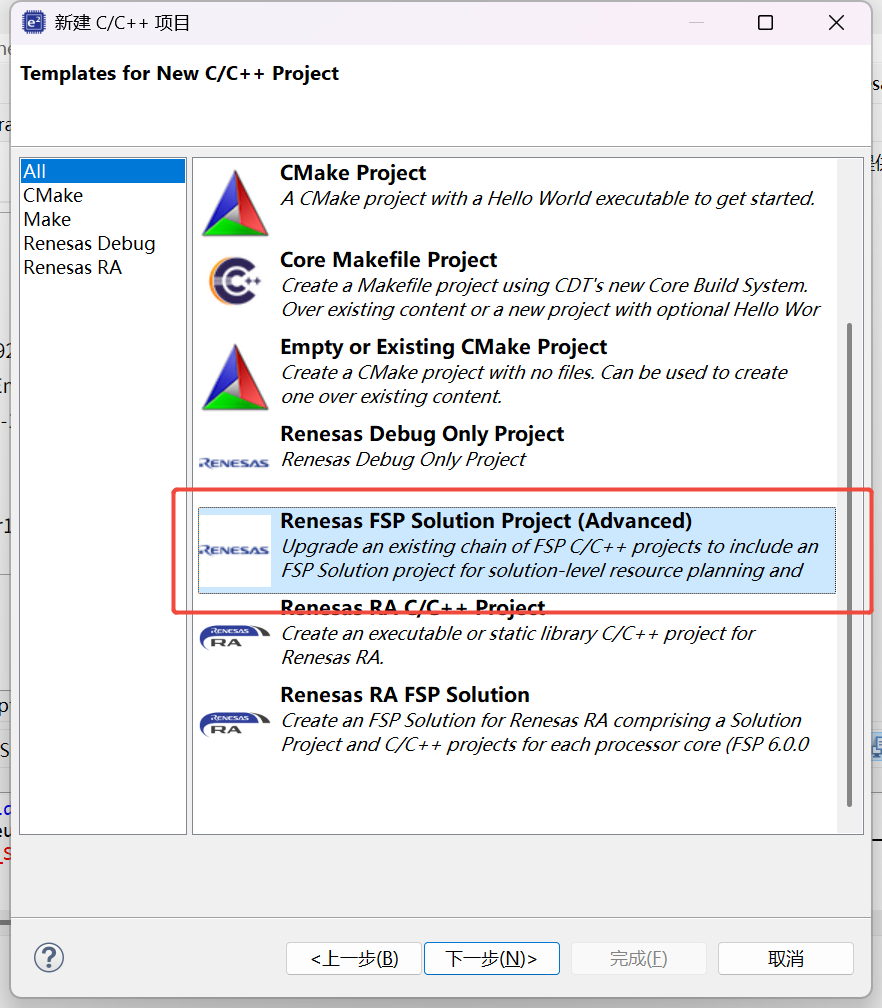 新建 C/C++ 项目
Templates for New C/C++ Project
All
CMake
Make
Renesas Debug
Renesas RA
CMake Project
A CMake project with a Hello World executable to get started.
Core Makefile Project
Create a Makefile project using CDT's new Core Build System.
Over existing content or a new project with optional Hello Wor
Empty or Existing CMake Project
Create a CMake project with no files. Can be used to create
one over existing content.
Renesas Debug Only Project
RENESAS
Renesas Debug Only Project
Renesas FSP Solution Project (Advanced)
RENESAS
Upgrade an existing chain of FSP C/C++ projects to include an
FSP Solution project for solution-level resource planning and
Renesas RA C/C++ Project
RENESAS
RA
Create an executable or static library C/C++ project for
Renesas RA.
Renesas RA FSP Solution
RENESAS
RA
Create an FSP Solution for Renesas RA comprising a Solution
Project and C/C++ projects for each processor core (FSP 6.0.0
<上一步(B)
下一步(N)>
完成(F)
取消